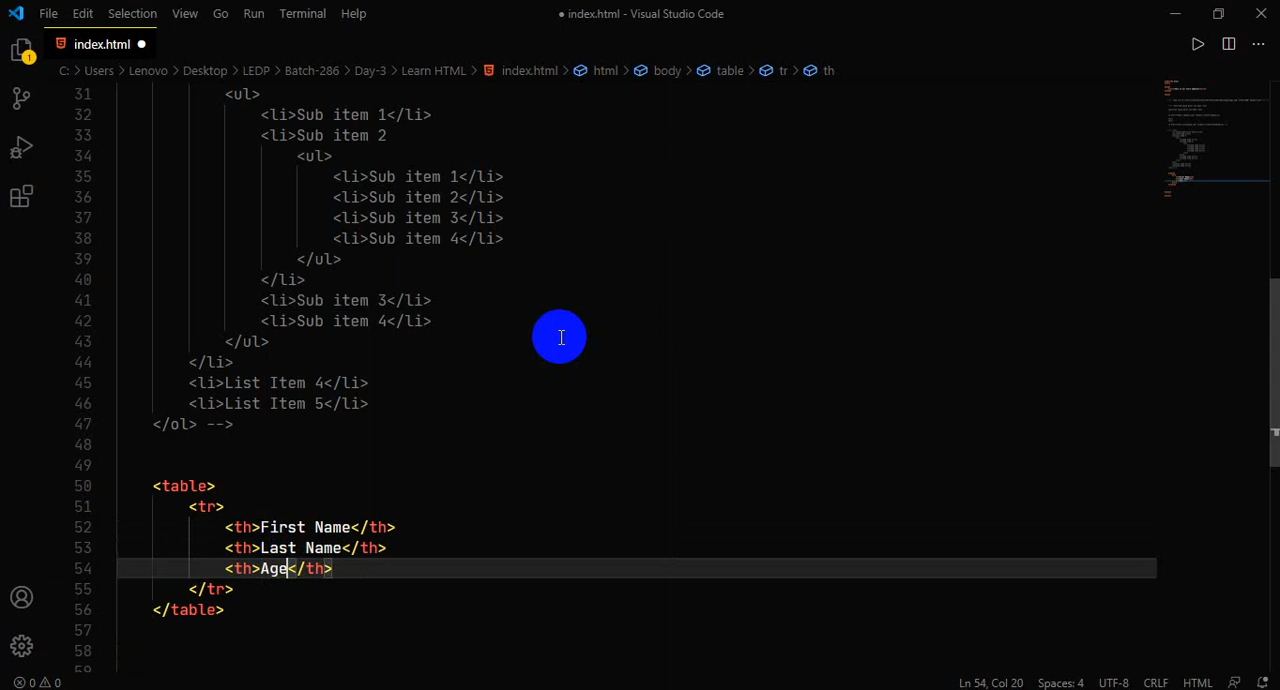 File Edit Selection View Go Run Terminal Help
● index.html - Visual Studio Code
1
index.html ●
C: > Users > Lenovo > Desktop > LEDP > Batch-286 > Day-3 > Learn HTML > index.html > html > body > table > tr > th
31 <ul>
32 <li>Sub item 1</li>
33 <li>Sub item 2
34 <ul>
35 <li>Sub item 1</li>
36 <li>Sub item 2</li>
37 <li>Sub item 3</li>
38 <li>Sub item 4</li>
39 </ul>
40 </li>
41 <li>Sub item 3</li>
42 <li>Sub item 4</li>
43 </ul>
44 </li>
45 <li>List Item 4</li>
46 <li>List Item 5</li>
47 </ol> -->
48
49
50 <table>
51 <tr>
52 <th>First Name</th>
53 <th>Last Name</th>
54 <th>Age</th>
55 </tr>
56 </table>
57
58
59
0 0 Ln 54, Col 20 Spaces: 4 UTF-8 CRLF HTML